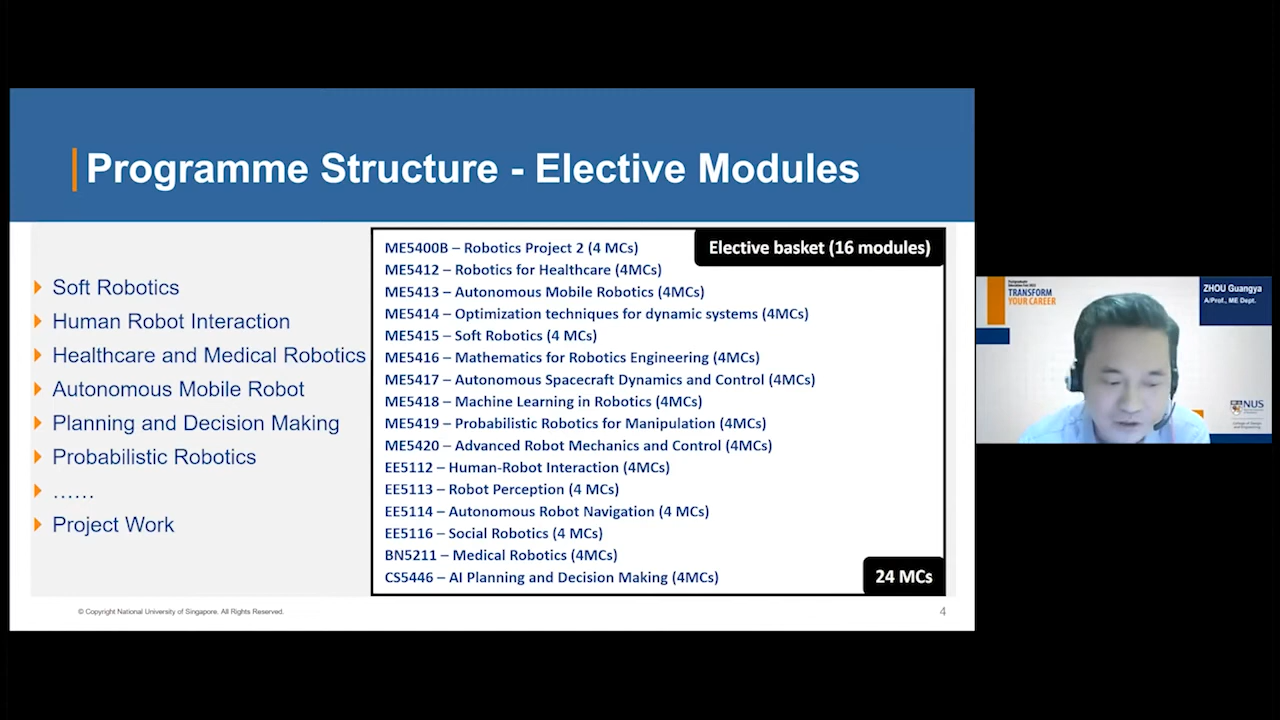 Programme Structure - Elective Modules
Soft Robotics
Human Robot Interaction
Healthcare and Medical Robotics
Autonomous Mobile Robot
Planning and Decision Making
Probabilistic Robotics
......
Project Work
Elective basket (16 modules)
ME5400B – Robotics Project 2 (4 MCs)
ME5412 – Robotics for Healthcare (4MCs)
ME5413 – Autonomous Mobile Robotics (4MCs)
ME5414 – Optimization techniques for dynamic systems (4MCs)
ME5415 – Soft Robotics (4 MCs)
ME5416 – Mathematics for Robotics Engineering (4MCs)
ME5417 – Autonomous Spacecraft Dynamics and Control (4MCs)
ME5418 – Machine Learning in Robotics (4MCs)
ME5419 – Probabilistic Robotics for Manipulation (4MCs)
ME5420 – Advanced Robot Mechanics and Control (4MCs)
EE5112 – Human-Robot Interaction (4MCs)
EE5113 – Robot Perception (4 MCs)
EE5114 – Autonomous Robot Navigation (4 MCs)
EE5116 – Social Robotics (4 MCs)
BN5211 – Medical Robotics (4MCs)
CS5446 – AI Planning and Decision Making (4MCs)
24 MCs
© Copyright National University of Singapore. All Rights Reserved.
4
TRANSFORM
YOUR CAREER
ZHOU Guangya
A/Prof., ME Dept.
NUS